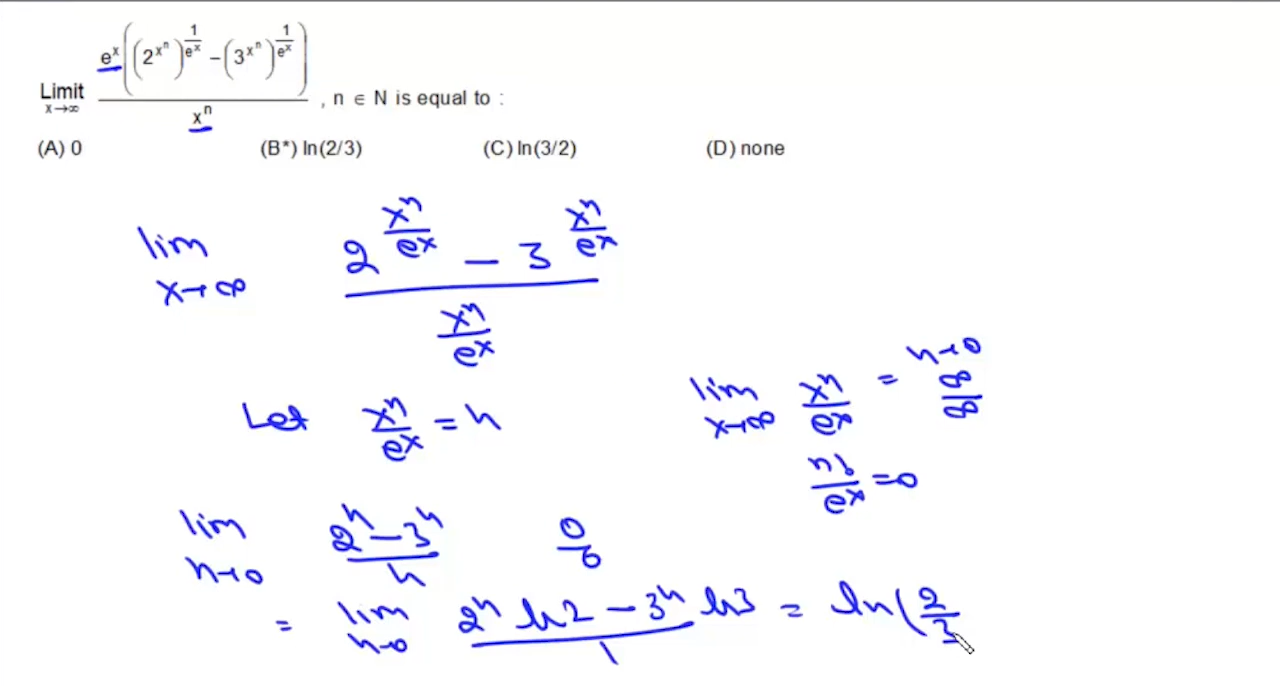 Limit x→∞ e^x((2^x^n)^1/e^x − (3^x^n)^1/e^x) / x^n , n ∈ N is equal to :
(A) 0 (B*) ln(2/3) (C) ln(3/2) (D) none
lim x→∞ (2^(x^n/e^x) − 3^(x^n/e^x)) / (x^n/e^x)
Let x^n/e^x = h
lim x→∞ x^n/e^x = ∞/∞ h→0
n!/e^x = 0
lim h→0 (2^h − 3^h)/h 0/0
= lim h→0 (2^h ln2 − 3^h ln3)/1 = ln(2/3